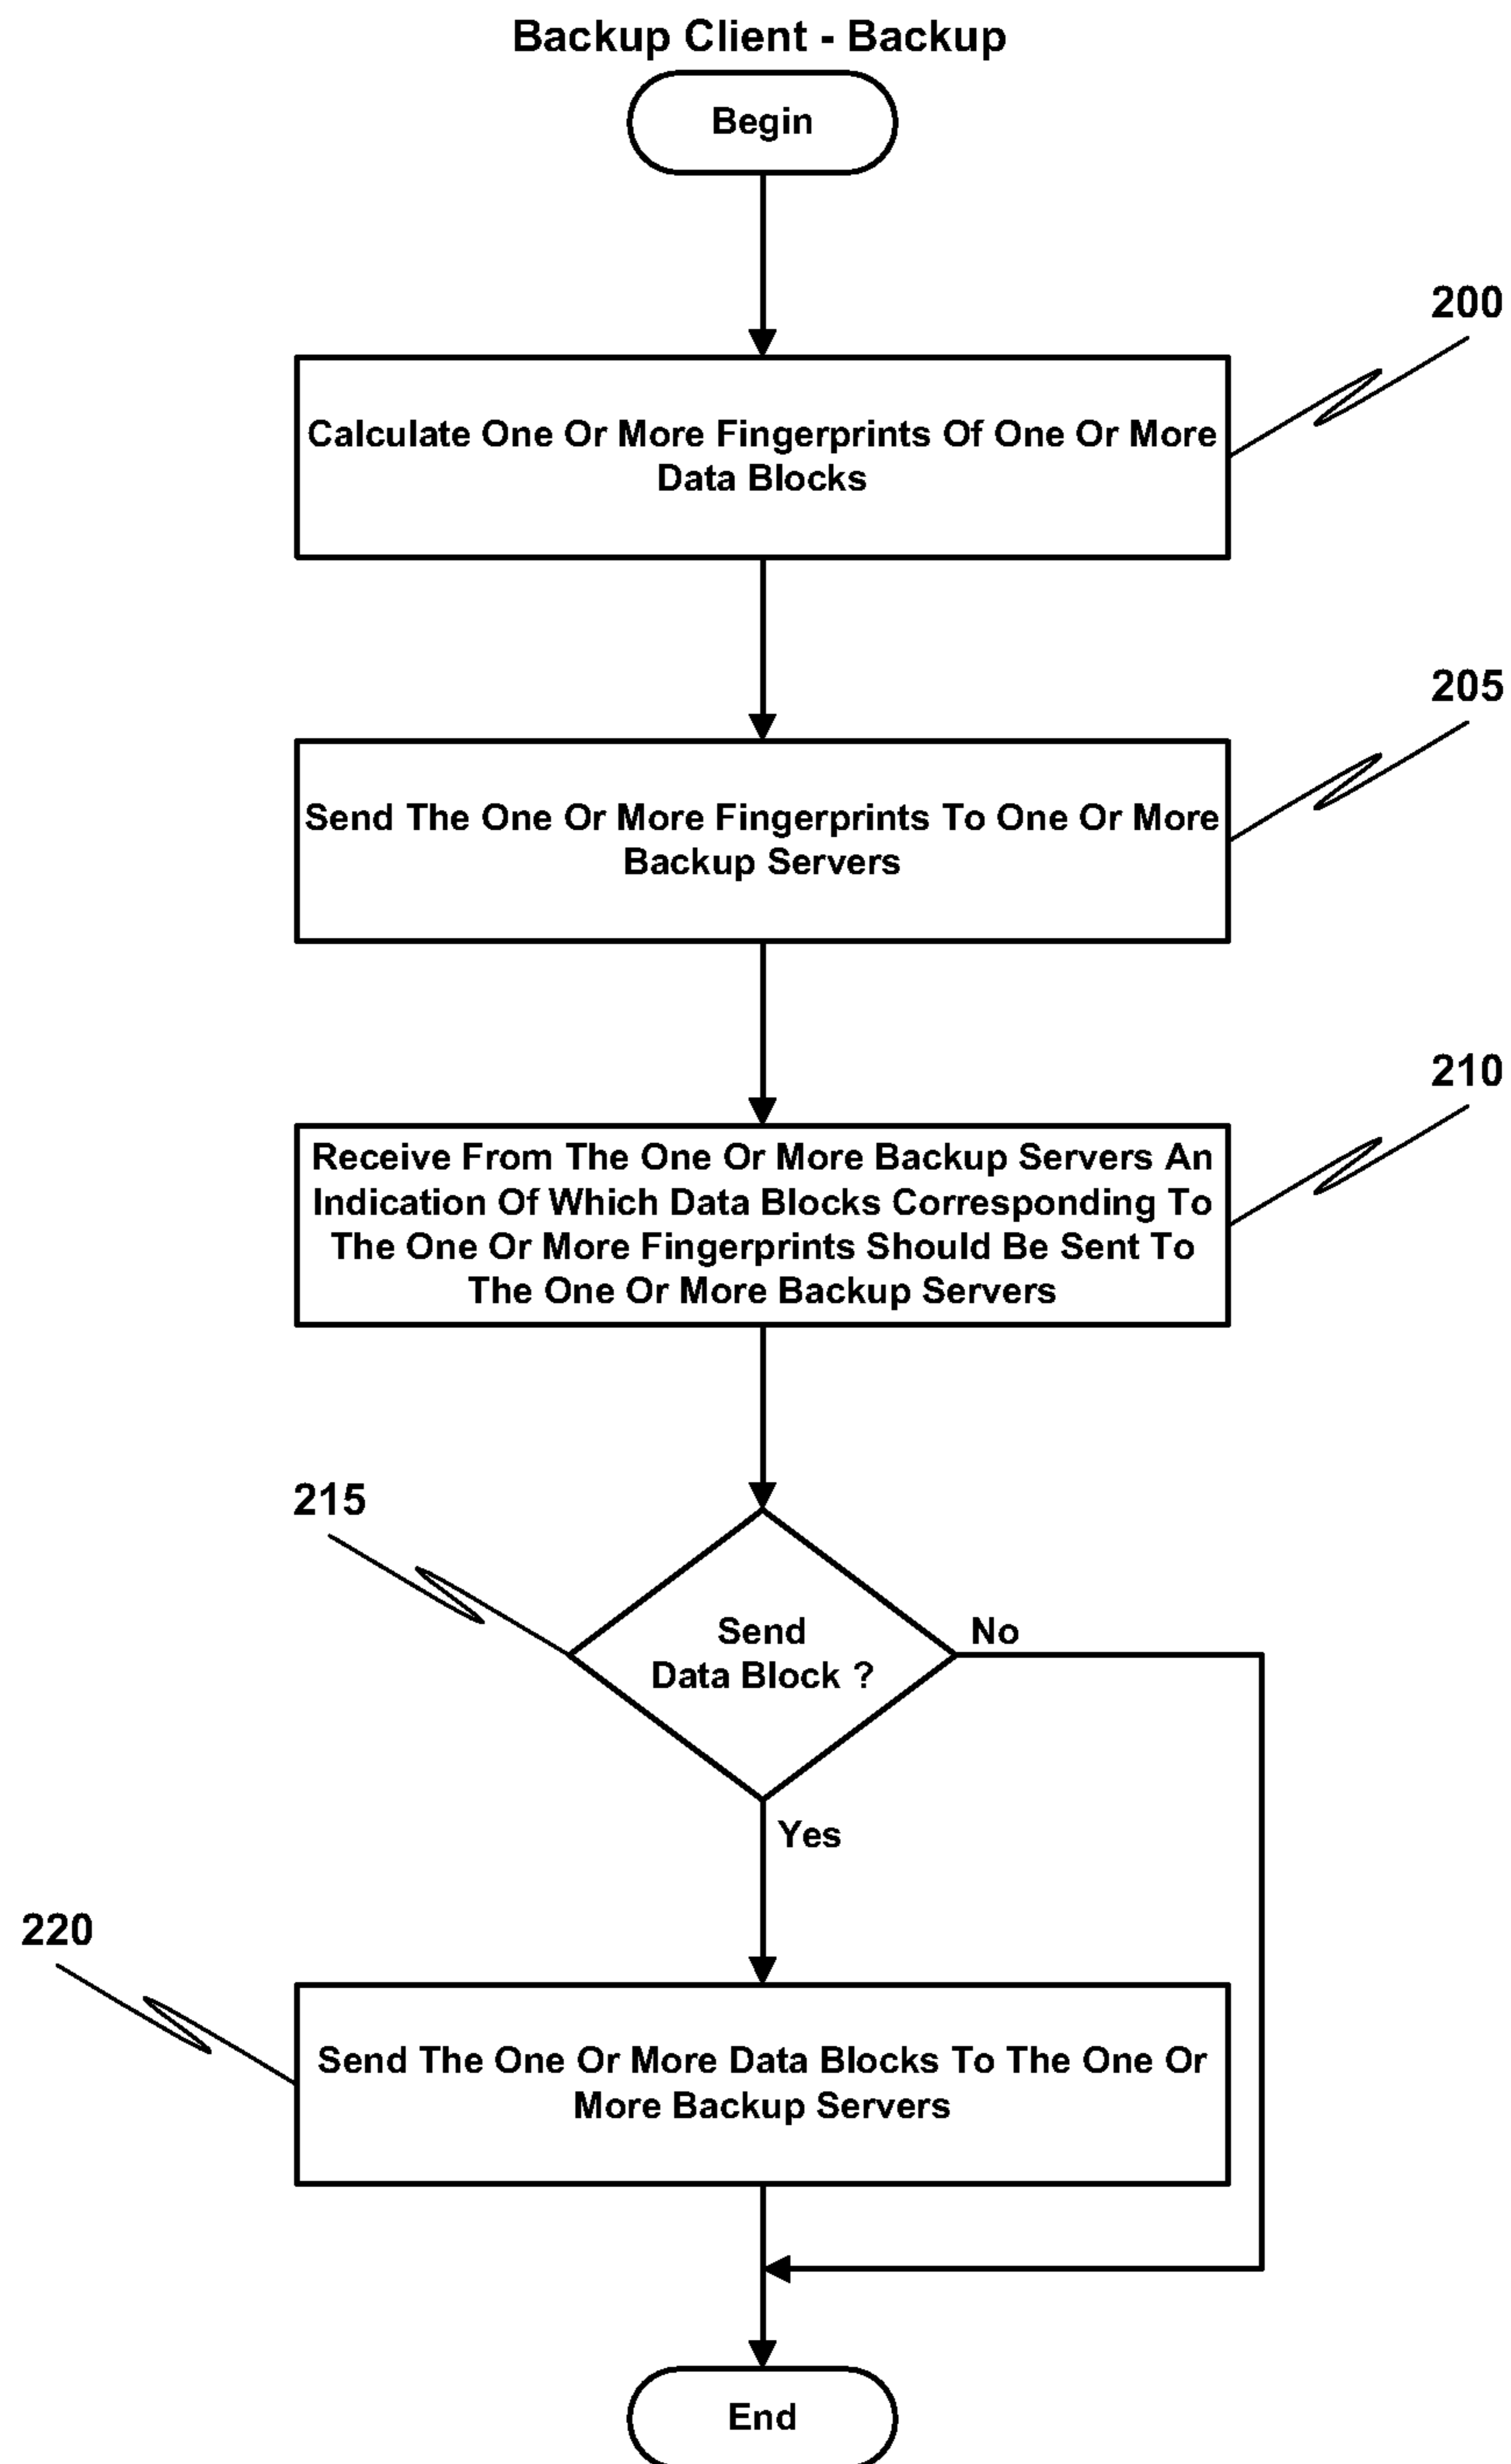 Backup Client - Backup
Begin
200
Calculate One Or More Fingerprints Of One Or More
Data Blocks
205
Send The One Or More Fingerprints To One Or More
Backup Servers
210
Receive From The One Or More Backup Servers An
Indication Of Which Data Blocks Corresponding To
The One Or More Fingerprints Should Be Sent To
The One Or More Backup Servers
215
Send
Data Block ?
No
Yes
220
Send The One Or More Data Blocks To The One Or
More Backup Servers
End